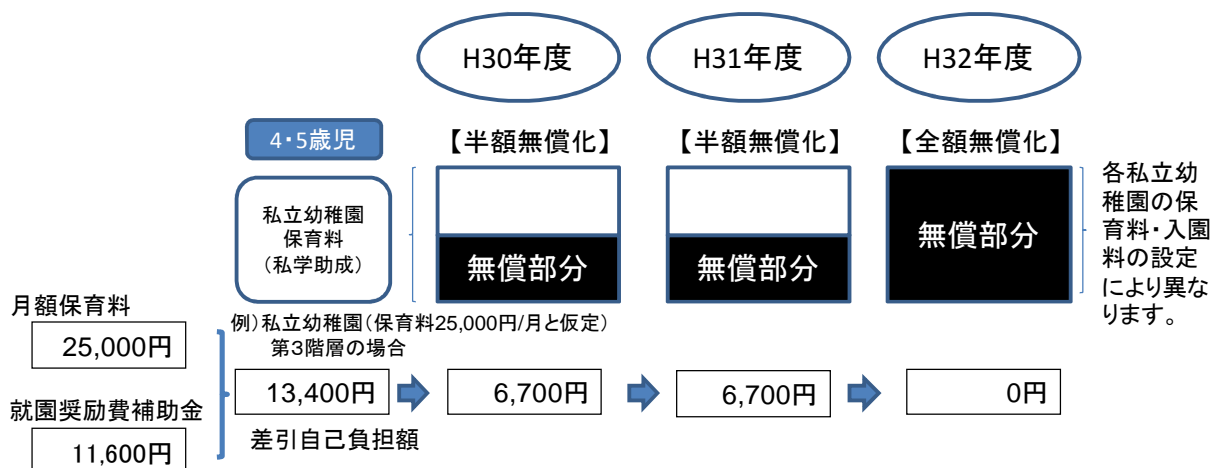 H30年度
H31年度
H32年度
4・5歳児
【半額無償化】
【半額無償化】
【全額無償化】
私立幼稚園
保育料
（私学助成）
無償部分
無償部分
無償部分
各私立幼
稚園の保
育料・入園
料の設定
により異な
ります。
月額保育料
25,000円
例）私立幼稚園（保育料25,000円/月と仮定）
第3階層の場合
13,400円
6,700円
6,700円
0円
就園奨励費補助金
11,600円
差引自己負担額